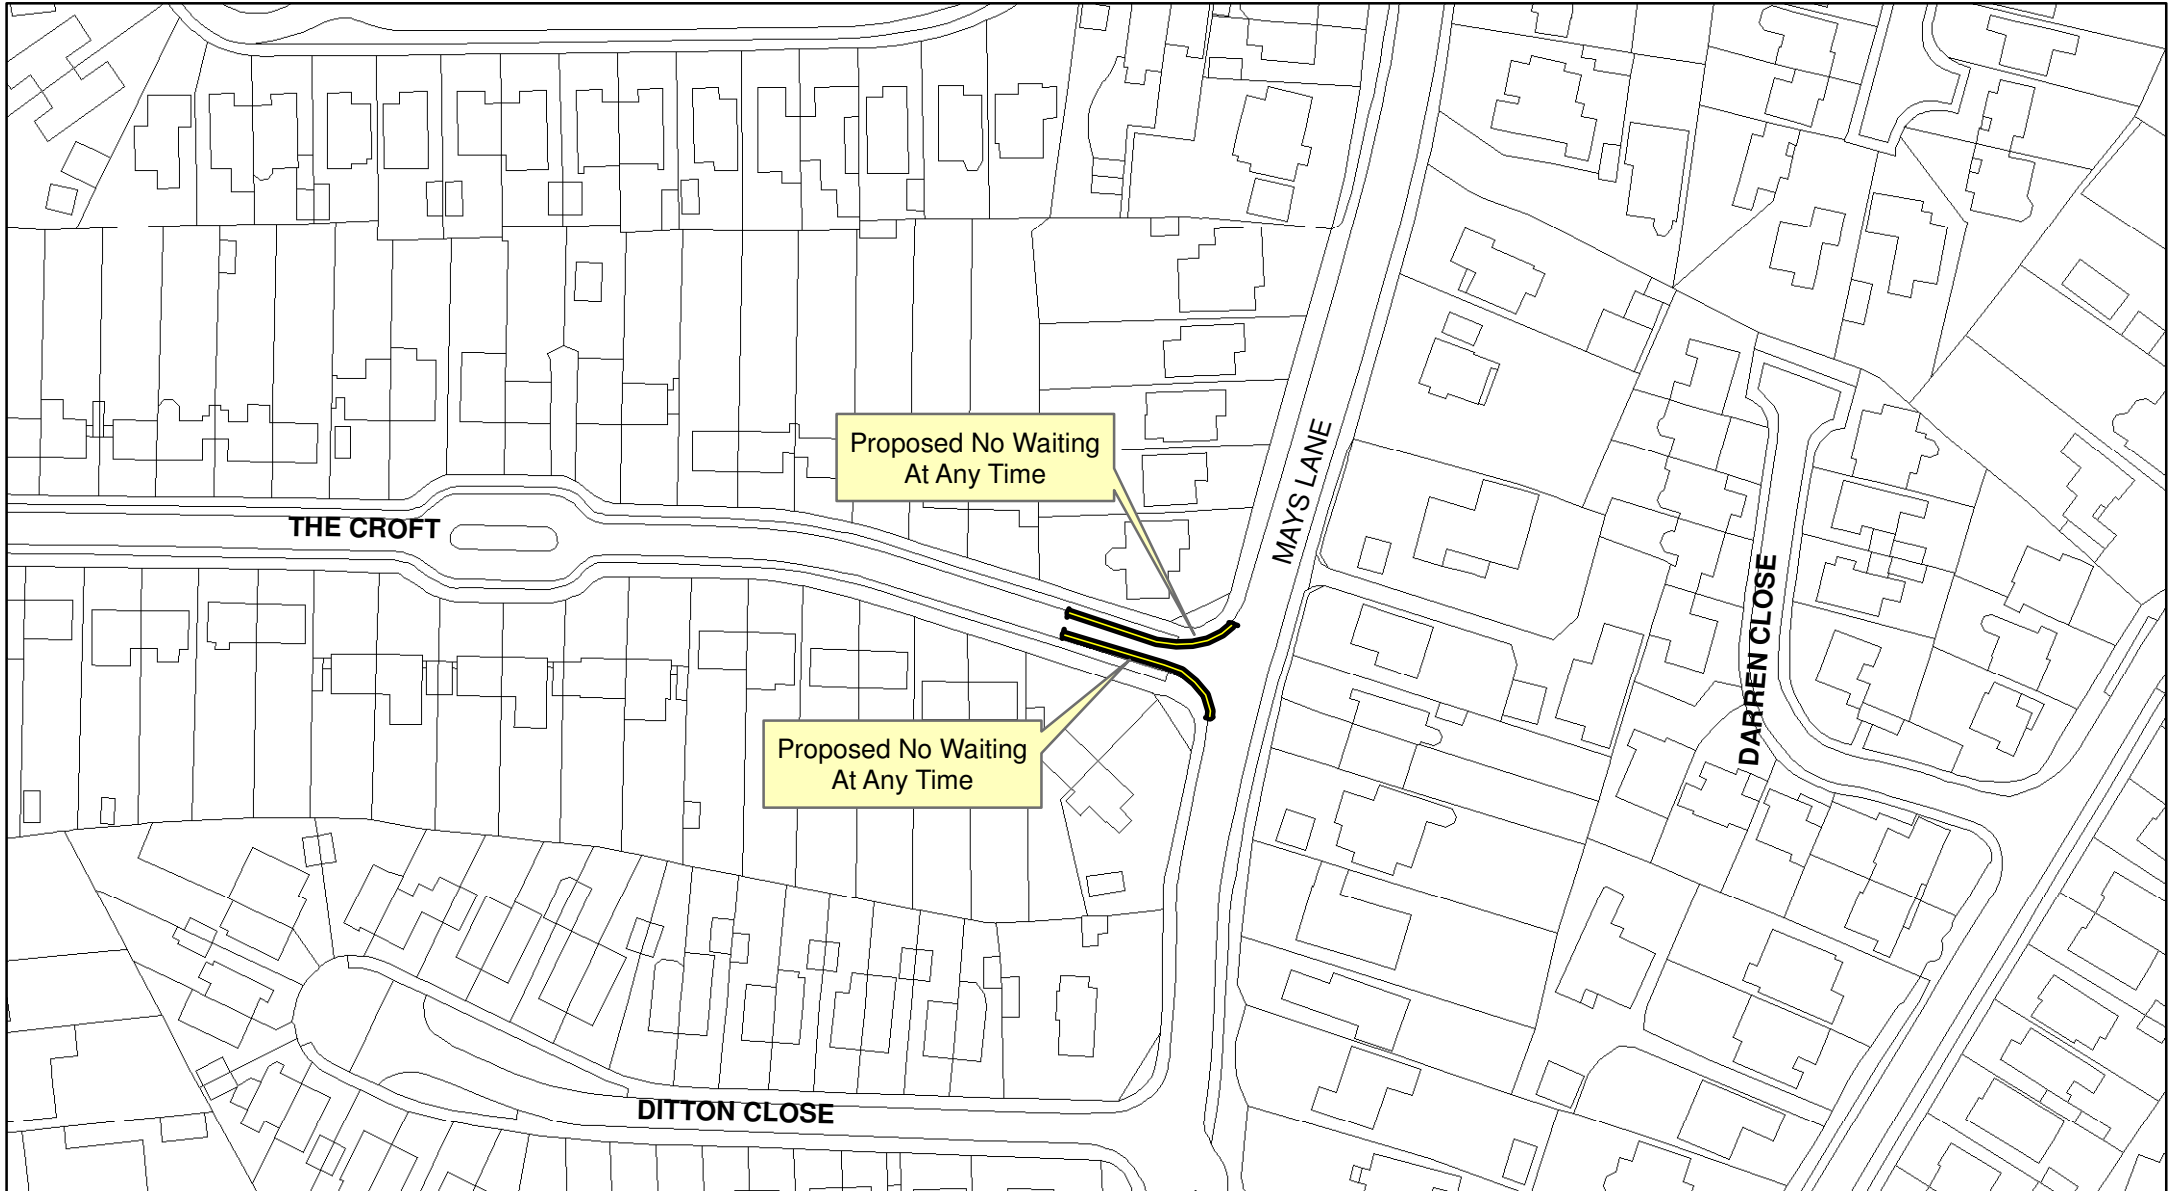 Proposed No Waiting
At Any Time
MAYS LANE
THE CROFT
DARREN CLOSE
Proposed No Waiting
At Any Time
DITTON CLOSE